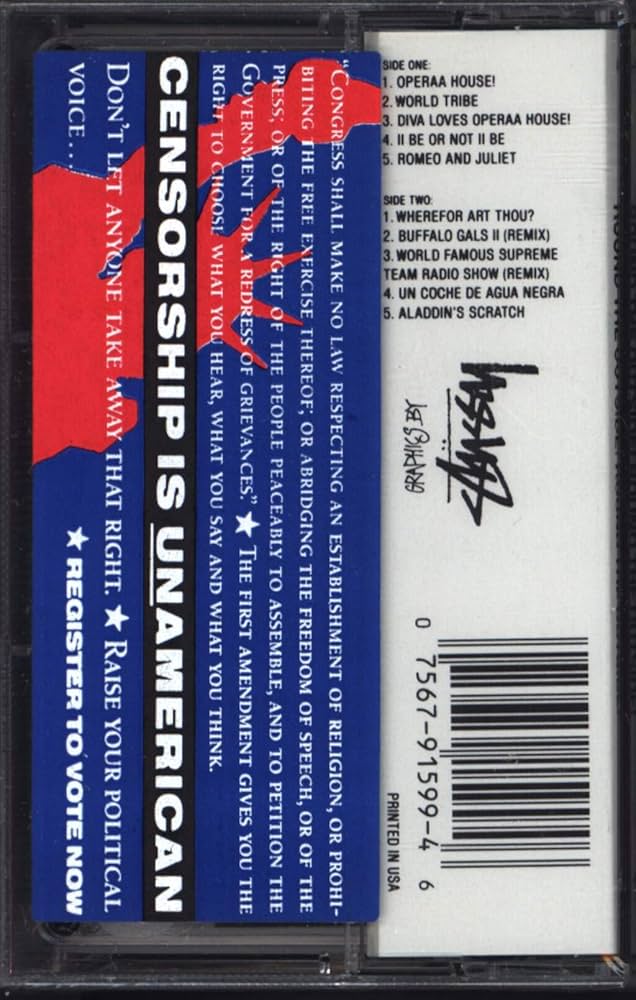 "Congress shall make no law respecting an establishment of religion, or prohi-
biting the free exercise thereof; or abridging the freedom of speech, or of the
press; or of the right of the people peaceably to assemble, and to petition the
Government for a redress of grievances." ★ The First Amendment gives you the
right to choose what you hear, what you say and what you think.
CENSORSHIP IS UNAMERICAN
Don't let anyone take away that right. ★ Raise your political
voice...
★ REGISTER TO VOTE NOW
SIDE ONE:
1. OPERAA HOUSE!
2. WORLD TRIBE
3. DIVA LOVES OPERAA HOUSE!
4. II BE OR NOT II BE
5. ROMEO AND JULIET
SIDE TWO:
1. WHEREFOR ART THOU?
2. BUFFALO GALS II (REMIX)
3. WORLD FAMOUS SUPREME
TEAM RADIO SHOW (REMIX)
4. UN COCHE DE AGUA NEGRA
5. ALADDIN'S SCRATCH
GRAPHICS BY
0 7567-91599-4 6
PRINTED IN USA